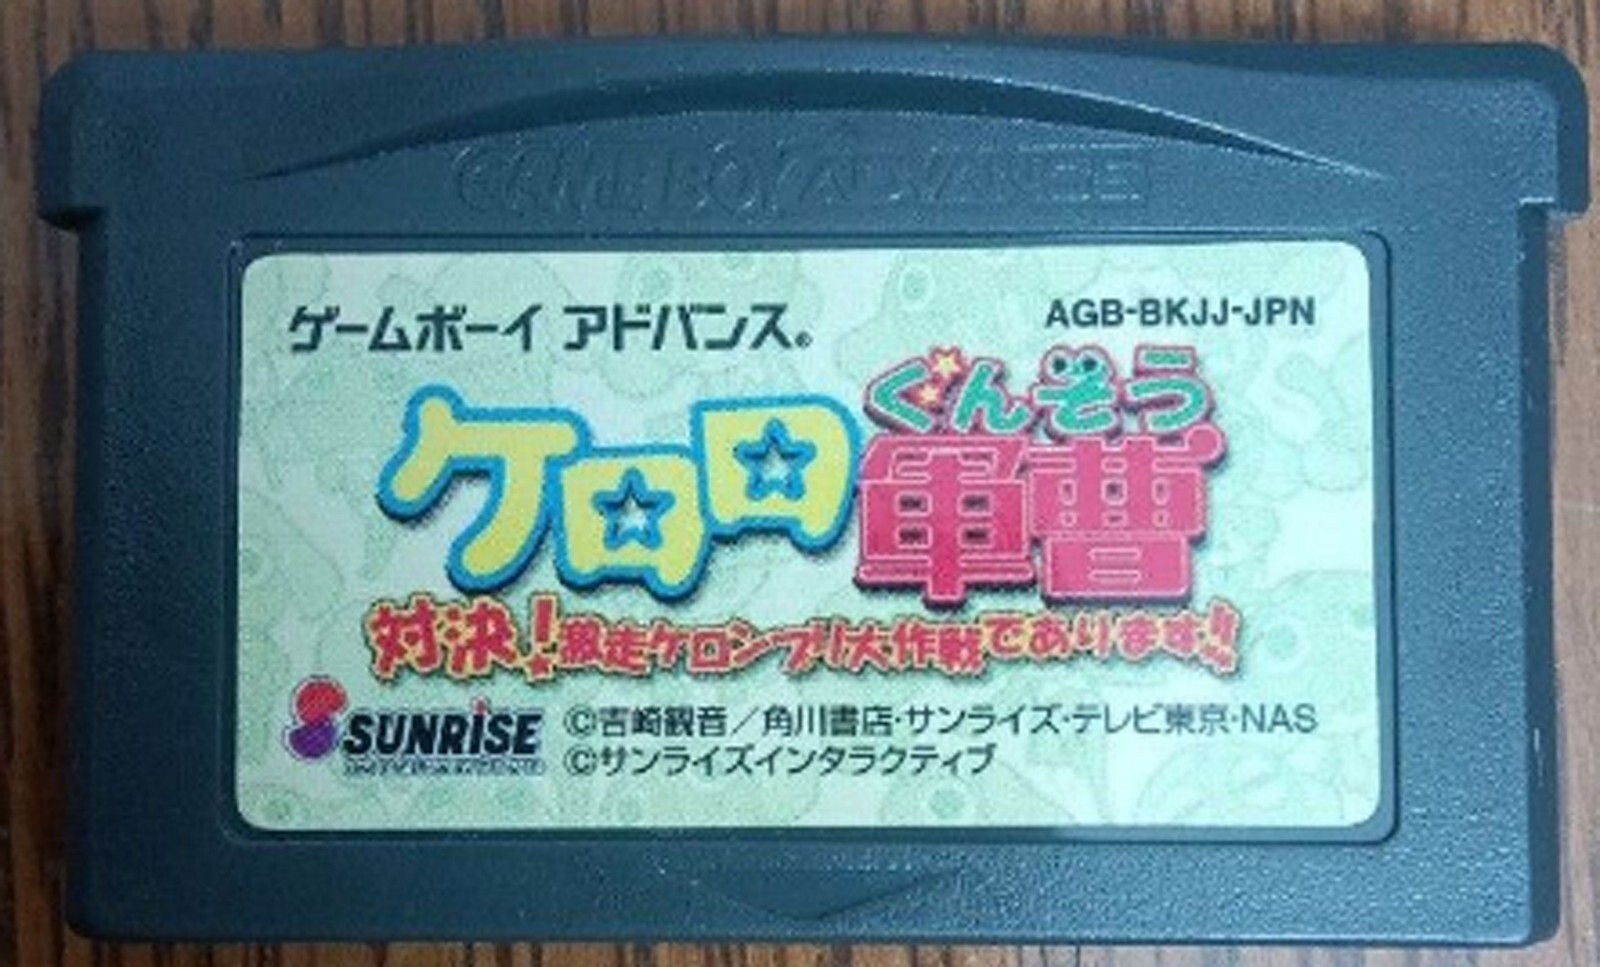 GAME BOY ADVANCE
ゲームボーイ アドバンス®
AGB-BKJJ-JPN
ぐんそう
ケロロ軍曹
対決!激走ケロンプリ大作戦であります!!
SUNRISE
©吉崎観音／角川書店・サンライズ・テレビ東京・NAS
©サンライズインタラクティブ